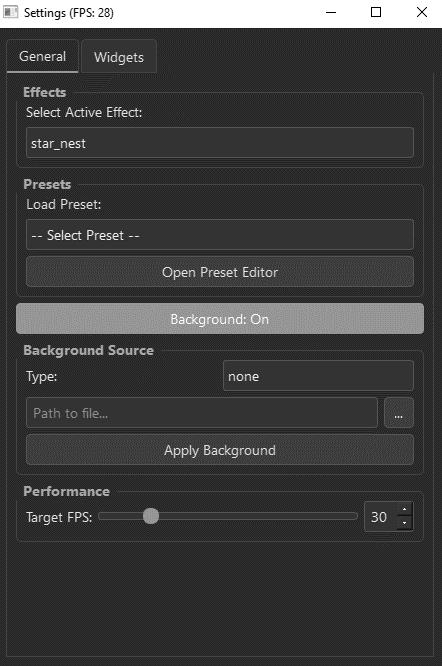 Settings (FPS: 28)
General
Widgets
Effects
Select Active Effect:
star_nest
Presets
Load Preset:
-- Select Preset --
Open Preset Editor
Background: On
Background Source
Type:
none
Path to file...
...
Apply Background
Performance
Target FPS:
30